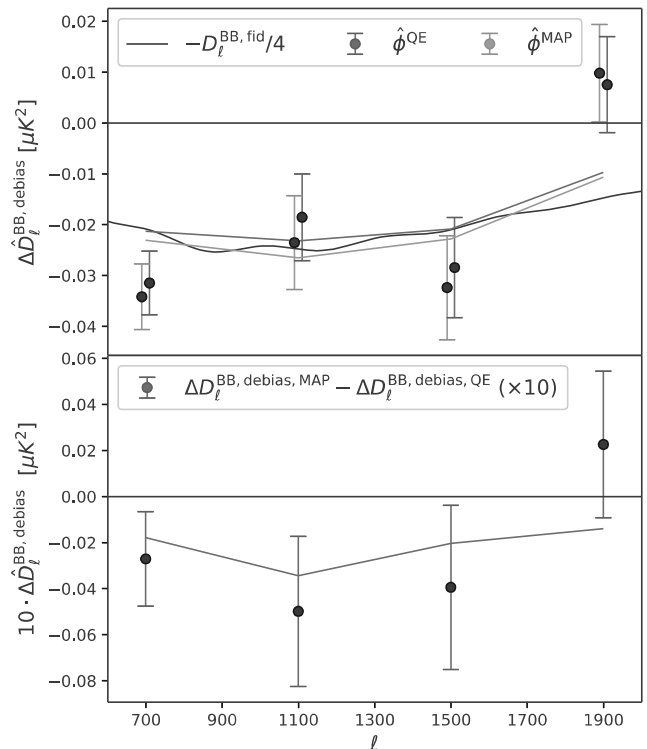 −D_ℓ^{BB, fid}/4 ϕ̂^{QE} ϕ̂^{MAP}
0.02
0.01
0.00
−0.01
−0.02
−0.03
−0.04
ΔD̂_ℓ^{BB, debias} [μK²]
ΔD_ℓ^{BB, debias, MAP} − ΔD_ℓ^{BB, debias, QE} (×10)
0.06
0.04
0.02
0.00
−0.02
−0.04
−0.06
−0.08
10 · ΔD̂_ℓ^{BB, debias} [μK²]
700 900 1100 1300 1500 1700 1900
ℓ